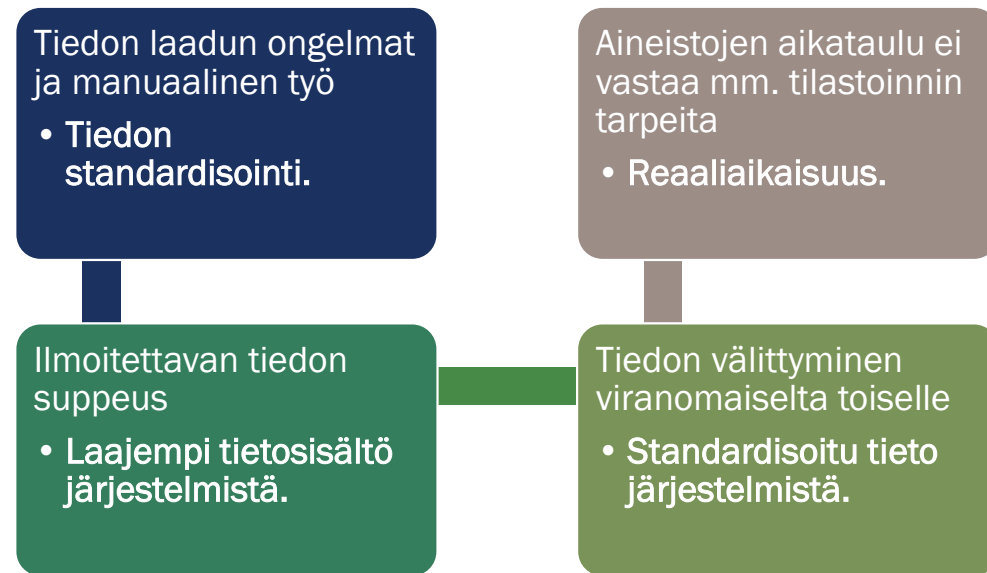 Tiedon laadun ongelmat
ja manuaalinen työ
• Tiedon
standardisointi.
Ilmoitettavan tiedon
suppeus
• Laajempi tietosisältö
järjestelmistä.
Tiedon välittyminen
viranomaiselta toiselle
• Standardisoitu tieto
järjestelmistä.
Aineistojen aikataulu ei
vastaa mm. tilastoinnin
tarpeita
• Reaaliaikaisuus.